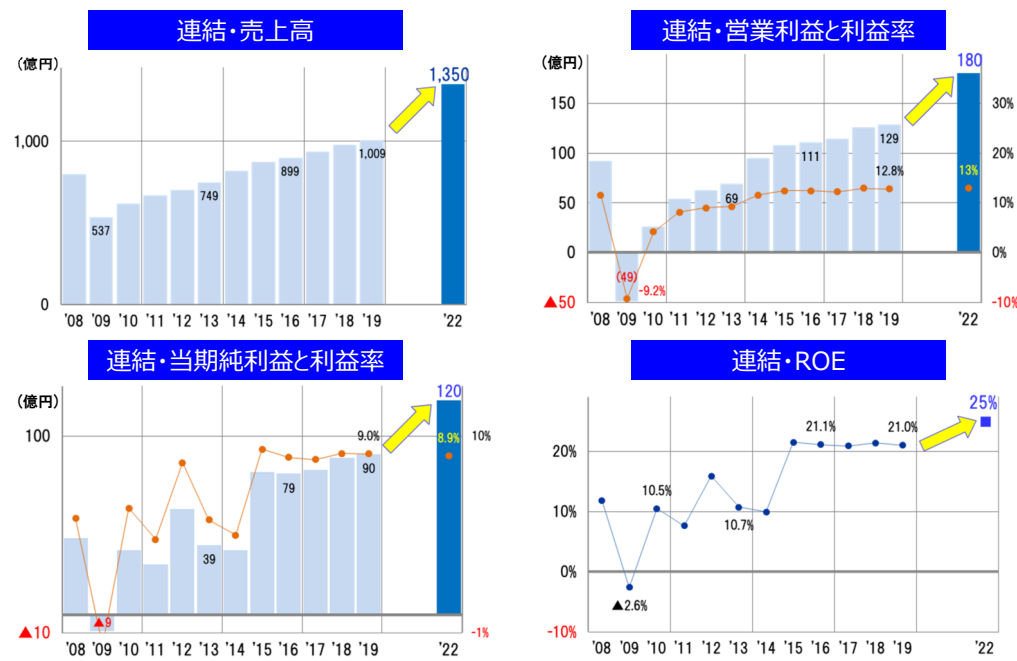 連結・売上高
(億円)
1,350
1,000
537
749
899
1,009
0
'08 '09 '10 '11 '12 '13 '14 '15 '16 '17 '18 '19 '22
連結・営業利益と利益率
(億円)
180
150 30%
129
111
100 20%
12.8% 13%
69
50 10%
0 0%
(49)
-9.2%
▲50 -10%
'08 '09 '10 '11 '12 '13 '14 '15 '16 '17 '18 '19 '22
連結・当期純利益と利益率
(億円)
120
100 9.0% 8.9% 10%
39
79
90
▲9
▲10 -1%
'08 '09 '10 '11 '12 '13 '14 '15 '16 '17 '18 '19 '22
連結・ROE
25%
21.1% 21.0%
20%
10.5%
10%
10.7%
0%
▲2.6%
-10%
'08 '09 '10 '11 '12 '13 '14 '15 '16 '17 '18 '19 '22